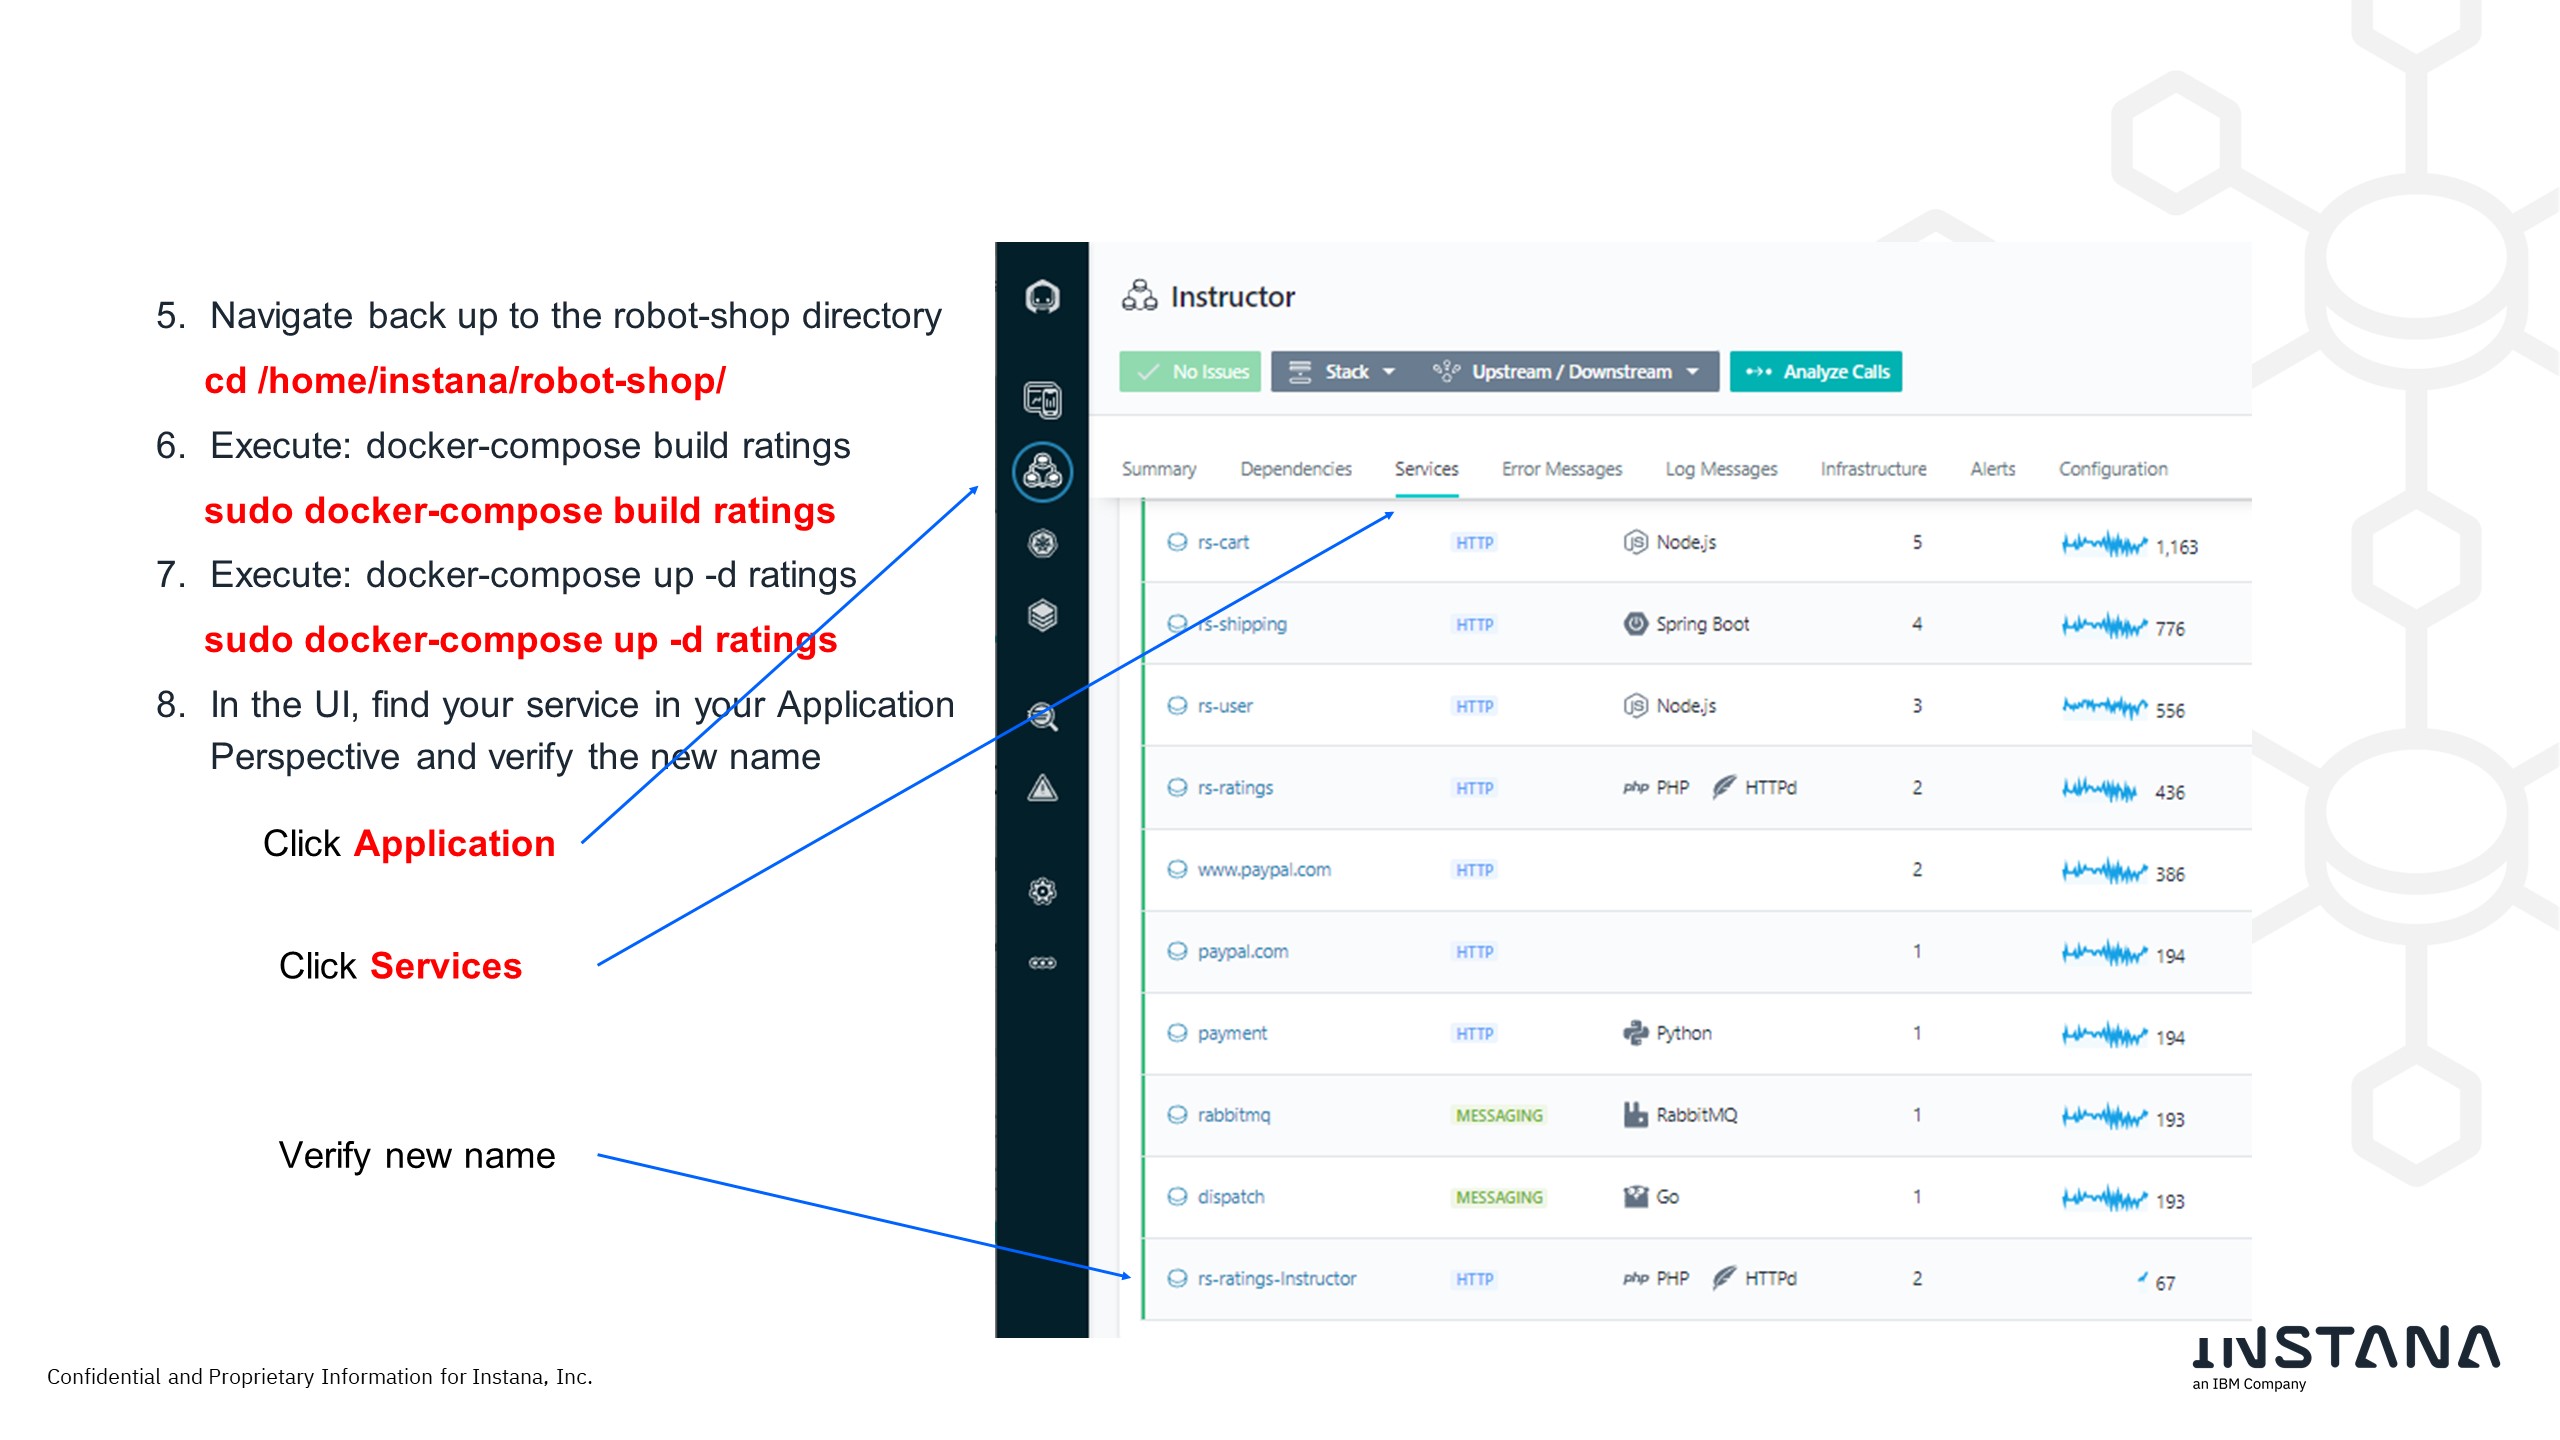 5. Navigate back up to the robot-shop directory
cd /home/instana/robot-shop/
6. Execute: docker-compose build ratings
sudo docker-compose build ratings
7. Execute: docker-compose up -d ratings
sudo docker-compose up -d ratings
8. In the UI, find your service in your Application
Perspective and verify the new name
Click Application
Click Services
Verify new name
Instructor
No Issues Stack Upstream / Downstream Analyze Calls
Summary Dependencies Services Error Messages Log Messages Infrastructure Alerts Configuration
rs-cart HTTP JS Node.js 5 1,163
rs-shipping HTTP Spring Boot 4 776
rs-user HTTP JS Node.js 3 556
rs-ratings HTTP php PHP HTTPd 2 436
www.paypal.com HTTP 2 386
paypal.com HTTP 1 194
payment HTTP Python 1 194
rabbitmq MESSAGING RabbitMQ 1 193
dispatch MESSAGING Go 1 193
rs-ratings-Instructor HTTP php PHP HTTPd 2 67
Confidential and Proprietary Information for Instana, Inc.
INSTANA
an IBM Company